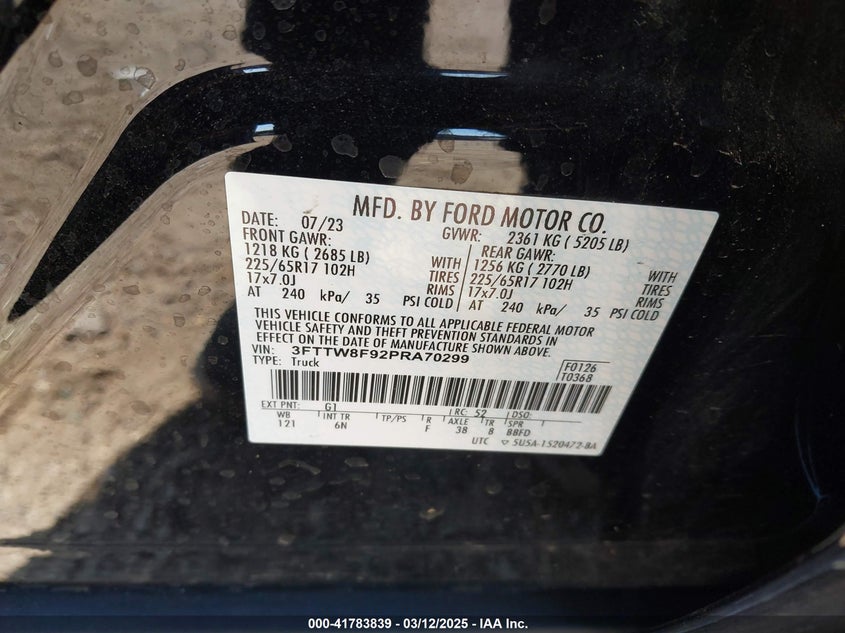 MFD. BY FORD MOTOR CO.
DATE: 07/23 GVWR: 2361 KG ( 5205 LB)
FRONT GAWR: REAR GAWR:
1218 KG ( 2685 LB) WITH 1256 KG ( 2770 LB) WITH
225/65R17 102H TIRES 225/65R17 102H TIRES
17x7.0J RIMS 17x7.0J RIMS
AT 240 kPa/ 35 PSI COLD AT 240 kPa/ 35 PSI COLD
THIS VEHICLE CONFORMS TO ALL APPLICABLE FEDERAL MOTOR
VEHICLE SAFETY AND THEFT PREVENTION STANDARDS IN
EFFECT ON THE DATE OF MANUFACTURE SHOWN ABOVE.
VIN: 3FTTW8F92PRA70299 F0126
TYPE: Truck T0368
EXT PNT: G1 RC: 52 DSO:
WB INT TR TP/PS R AXLE TR SPR
121 6N F 38 8 BBFD
UTC ▽ 5U5A-1520472-BA
000-41783839 - 03/12/2025 - IAA Inc.